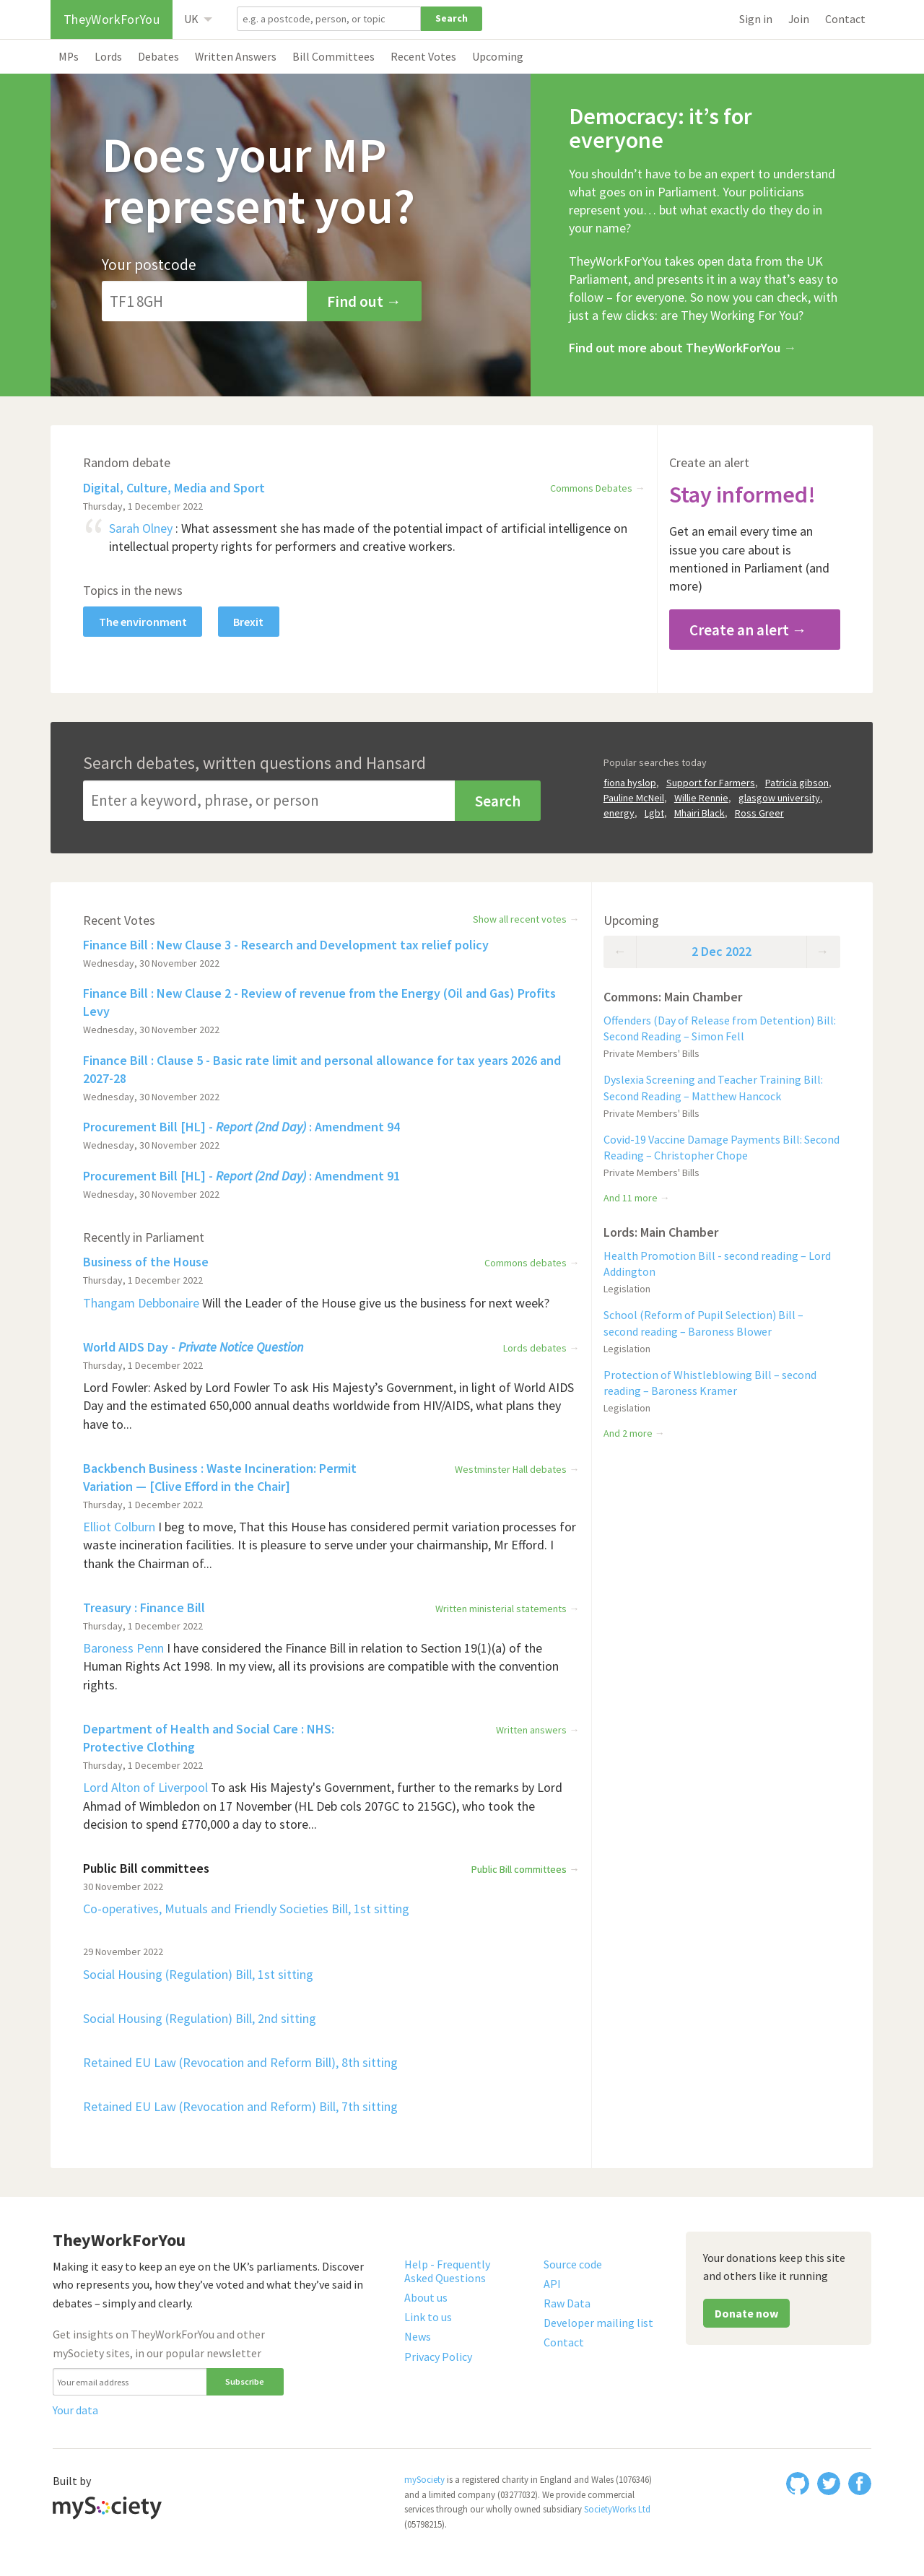 TheyWorkForYou
UK
e.g. a postcode, person, or topic
Search
Sign in
Join
Contact
MPs
Lords
Debates
Written Answers
Bill Committees
Recent Votes
Upcoming
Does your MP
represent you?
Your postcode
TF1 8GH
Find out →
Democracy: it’s for
everyone
You shouldn’t have to be an expert to understand
what goes on in Parliament. Your politicians
represent you… but what exactly do they do in
your name?
TheyWorkForYou takes open data from the UK
Parliament, and presents it in a way that’s easy to
follow – for everyone. So now you can check, with
just a few clicks: are They Working For You?
Find out more about TheyWorkForYou →
Random debate
Digital, Culture, Media and Sport
Commons Debates →
Thursday, 1 December 2022
“ Sarah Olney : What assessment she has made of the potential impact of artificial intelligence on
intellectual property rights for performers and creative workers.
Topics in the news
The environment
Brexit
Create an alert
Stay informed!
Get an email every time an
issue you care about is
mentioned in Parliament (and
more)
Create an alert →
Search debates, written questions and Hansard
Enter a keyword, phrase, or person
Search
Popular searches today
fiona hyslop, Support for Farmers, Patricia gibson,
Pauline McNeil, Willie Rennie, glasgow university,
energy, Lgbt, Mhairi Black, Ross Greer
Recent Votes
Show all recent votes →
Finance Bill : New Clause 3 - Research and Development tax relief policy
Wednesday, 30 November 2022
Finance Bill : New Clause 2 - Review of revenue from the Energy (Oil and Gas) Profits
Levy
Wednesday, 30 November 2022
Finance Bill : Clause 5 - Basic rate limit and personal allowance for tax years 2026 and
2027-28
Wednesday, 30 November 2022
Procurement Bill [HL] - Report (2nd Day) : Amendment 94
Wednesday, 30 November 2022
Procurement Bill [HL] - Report (2nd Day) : Amendment 91
Wednesday, 30 November 2022
Recently in Parliament
Business of the House
Commons debates →
Thursday, 1 December 2022
Thangam Debbonaire Will the Leader of the House give us the business for next week?
World AIDS Day - Private Notice Question
Lords debates →
Thursday, 1 December 2022
Lord Fowler: Asked by Lord Fowler To ask His Majesty’s Government, in light of World AIDS
Day and the estimated 650,000 annual deaths worldwide from HIV/AIDS, what plans they
have to...
Backbench Business : Waste Incineration: Permit
Variation — [Clive Efford in the Chair]
Westminster Hall debates →
Thursday, 1 December 2022
Elliot Colburn I beg to move, That this House has considered permit variation processes for
waste incineration facilities. It is pleasure to serve under your chairmanship, Mr Efford. I
thank the Chairman of...
Treasury : Finance Bill
Written ministerial statements →
Thursday, 1 December 2022
Baroness Penn I have considered the Finance Bill in relation to Section 19(1)(a) of the
Human Rights Act 1998. In my view, all its provisions are compatible with the convention
rights.
Department of Health and Social Care : NHS:
Protective Clothing
Written answers →
Thursday, 1 December 2022
Lord Alton of Liverpool To ask His Majesty's Government, further to the remarks by Lord
Ahmad of Wimbledon on 17 November (HL Deb cols 207GC to 215GC), who took the
decision to spend £770,000 a day to store...
Public Bill committees
Public Bill committees →
30 November 2022
Co-operatives, Mutuals and Friendly Societies Bill, 1st sitting
29 November 2022
Social Housing (Regulation) Bill, 1st sitting
Social Housing (Regulation) Bill, 2nd sitting
Retained EU Law (Revocation and Reform Bill), 8th sitting
Retained EU Law (Revocation and Reform) Bill, 7th sitting
Upcoming
← 2 Dec 2022 →
Commons: Main Chamber
Offenders (Day of Release from Detention) Bill:
Second Reading – Simon Fell
Private Members' Bills
Dyslexia Screening and Teacher Training Bill:
Second Reading – Matthew Hancock
Private Members' Bills
Covid-19 Vaccine Damage Payments Bill: Second
Reading – Christopher Chope
Private Members' Bills
And 11 more →
Lords: Main Chamber
Health Promotion Bill - second reading – Lord
Addington
Legislation
School (Reform of Pupil Selection) Bill –
second reading – Baroness Blower
Legislation
Protection of Whistleblowing Bill – second
reading – Baroness Kramer
Legislation
And 2 more →
TheyWorkForYou
Making it easy to keep an eye on the UK’s parliaments. Discover
who represents you, how they’ve voted and what they’ve said in
debates – simply and clearly.
Get insights on TheyWorkForYou and other
mySociety sites, in our popular newsletter
Your email address
Subscribe
Your data
Help - Frequently
Asked Questions
About us
Link to us
News
Privacy Policy
Source code
API
Raw Data
Developer mailing list
Contact
Your donations keep this site
and others like it running
Donate now
Built by
mySociety
mySociety is a registered charity in England and Wales (1076346)
and a limited company (03277032). We provide commercial
services through our wholly owned subsidiary SocietyWorks Ltd
(05798215).